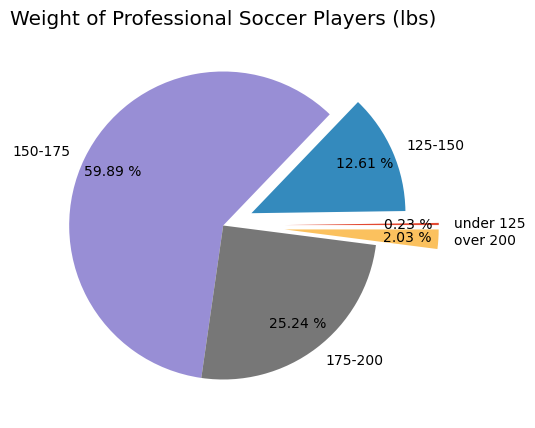 Weight of Professional Soccer Players (lbs)
125-150
12.61 %
150-175
59.89 %
under 125
0.23 %
over 200
2.03 %
25.24 %
175-200